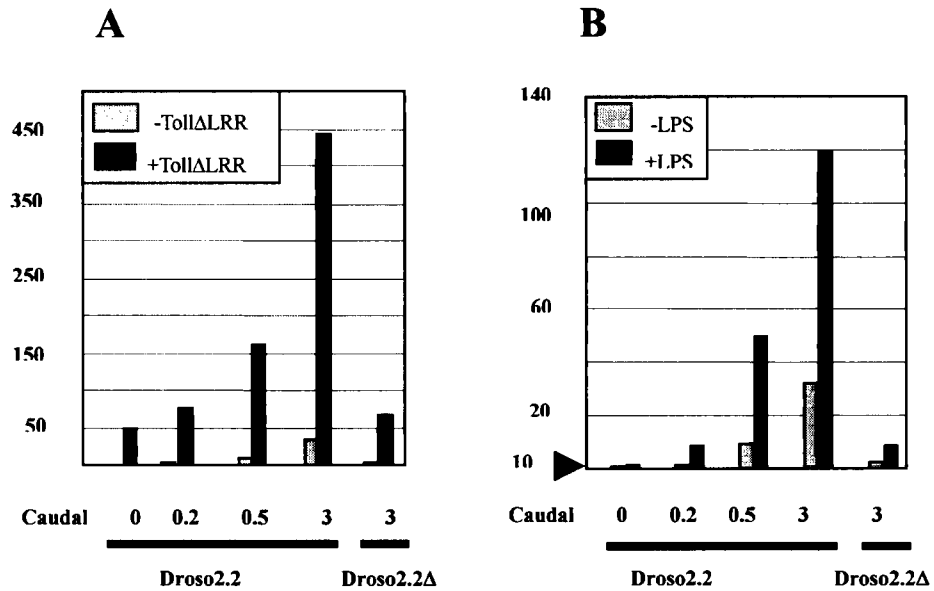 A
-TollΔLRR
+TollΔLRR
450
350
250
150
50
Caudal 0 0.2 0.5 3 3
Droso2.2 Droso2.2Δ
B
-LPS
+LPS
140
100
60
20
10
Caudal 0 0.2 0.5 3 3
Droso2.2 Droso2.2Δ